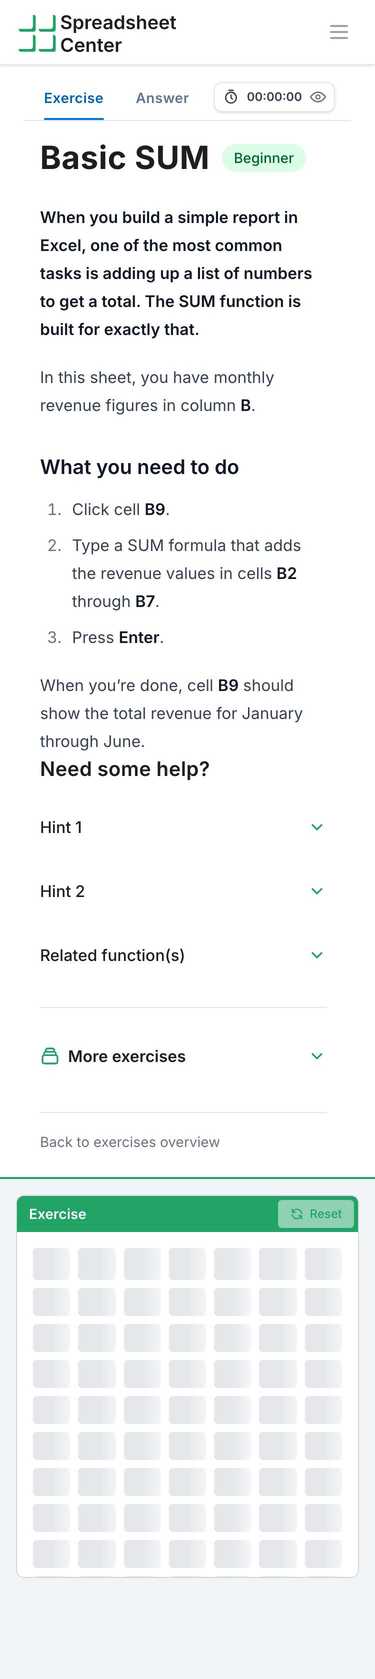 Spreadsheet
Center
Exercise
Answer
00:00:00
Basic SUM
Beginner
When you build a simple report in
Excel, one of the most common
tasks is adding up a list of numbers
to get a total. The SUM function is
built for exactly that.
In this sheet, you have monthly
revenue figures in column B.
What you need to do
1. Click cell B9.
2. Type a SUM formula that adds
the revenue values in cells B2
through B7.
3. Press Enter.
When you’re done, cell B9 should
show the total revenue for January
through June.
Need some help?
Hint 1
Hint 2
Related function(s)
More exercises
Back to exercises overview
Exercise
Reset